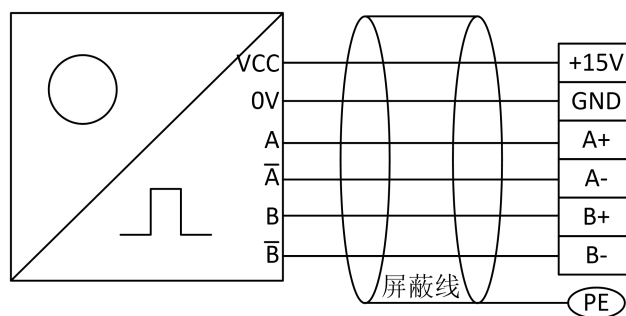 VCC +15V
0V GND
A A+
A̅ A-
B B+
B̅ B-
屏蔽线
PE